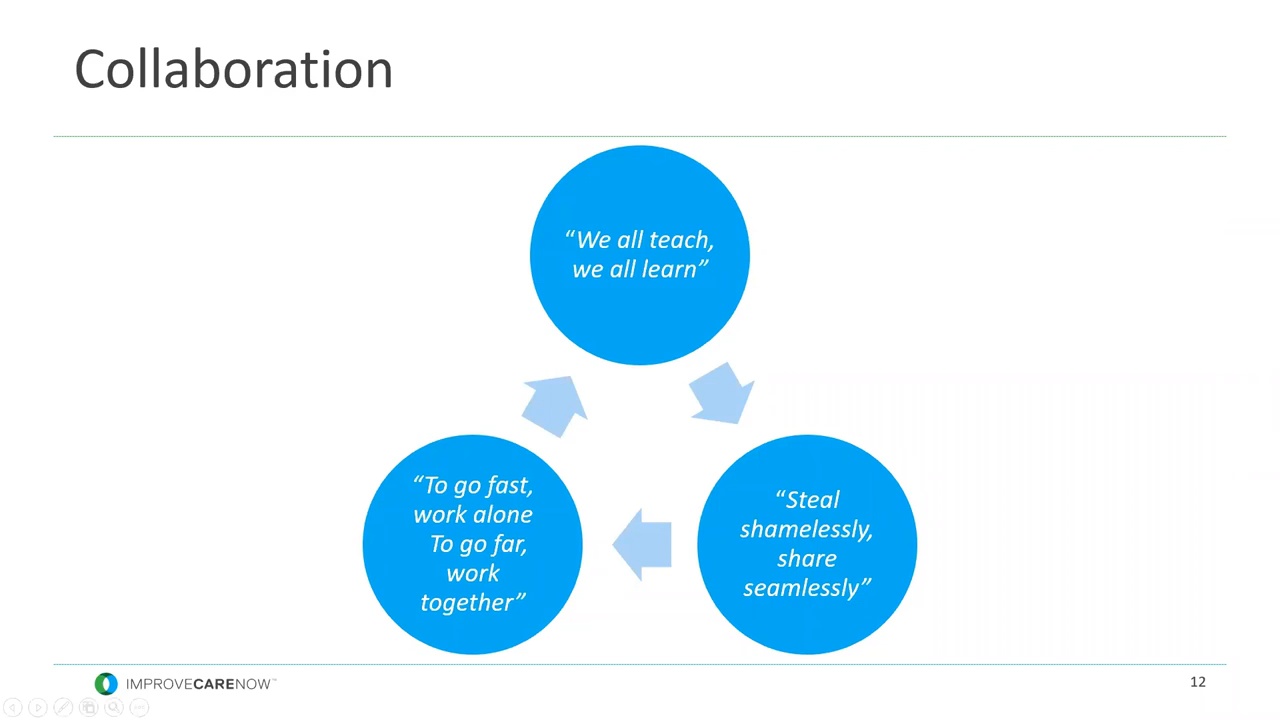 Collaboration
“We all teach,
we all learn”
“Steal
shamelessly,
share
seamlessly”
“To go fast,
work alone
To go far,
work
together”
IMPROVECARENOW™
12